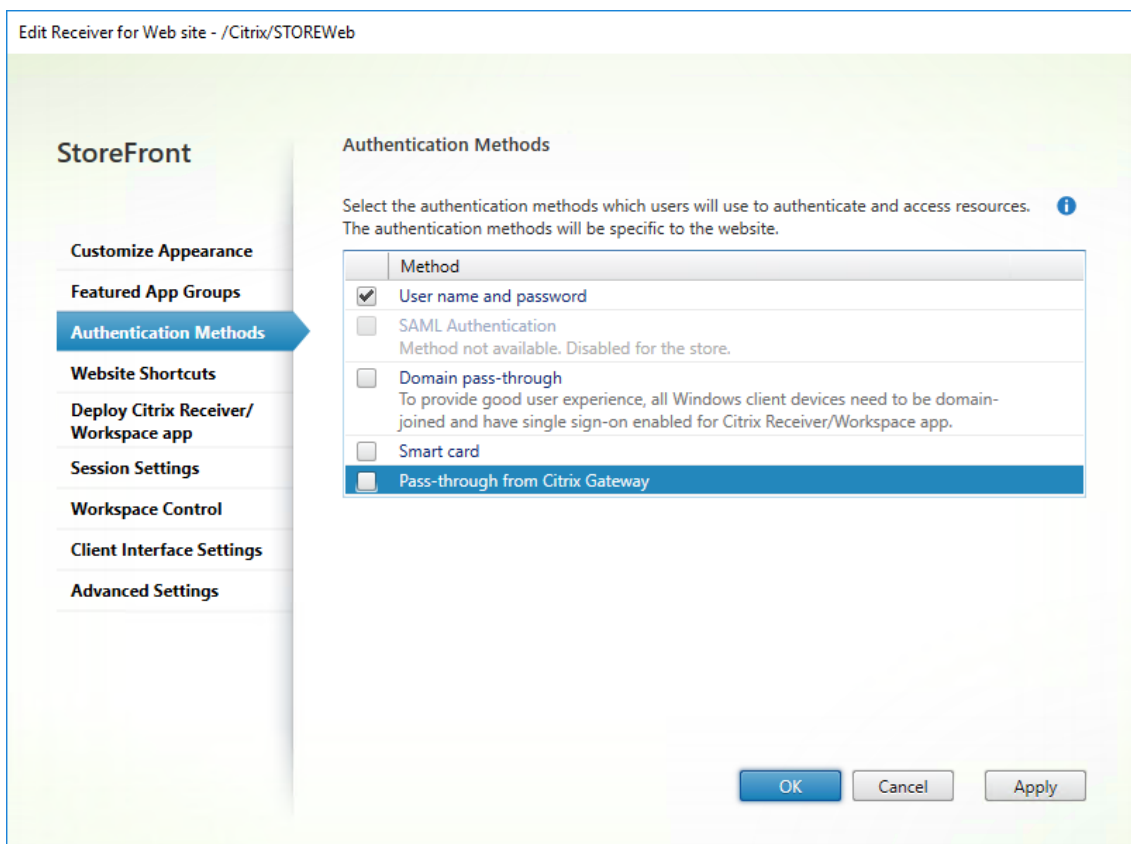 Edit Receiver for Web site - /Citrix/STOREWeb
StoreFront
Customize Appearance
Featured App Groups
Authentication Methods
Website Shortcuts
Deploy Citrix Receiver/
Workspace app
Session Settings
Workspace Control
Client Interface Settings
Advanced Settings
Authentication Methods
Select the authentication methods which users will use to authenticate and access resources.
The authentication methods will be specific to the website.
Method
User name and password
SAML Authentication
Method not available. Disabled for the store.
Domain pass-through
To provide good user experience, all Windows client devices need to be domain-
joined and have single sign-on enabled for Citrix Receiver/Workspace app.
Smart card
Pass-through from Citrix Gateway
OK
Cancel
Apply